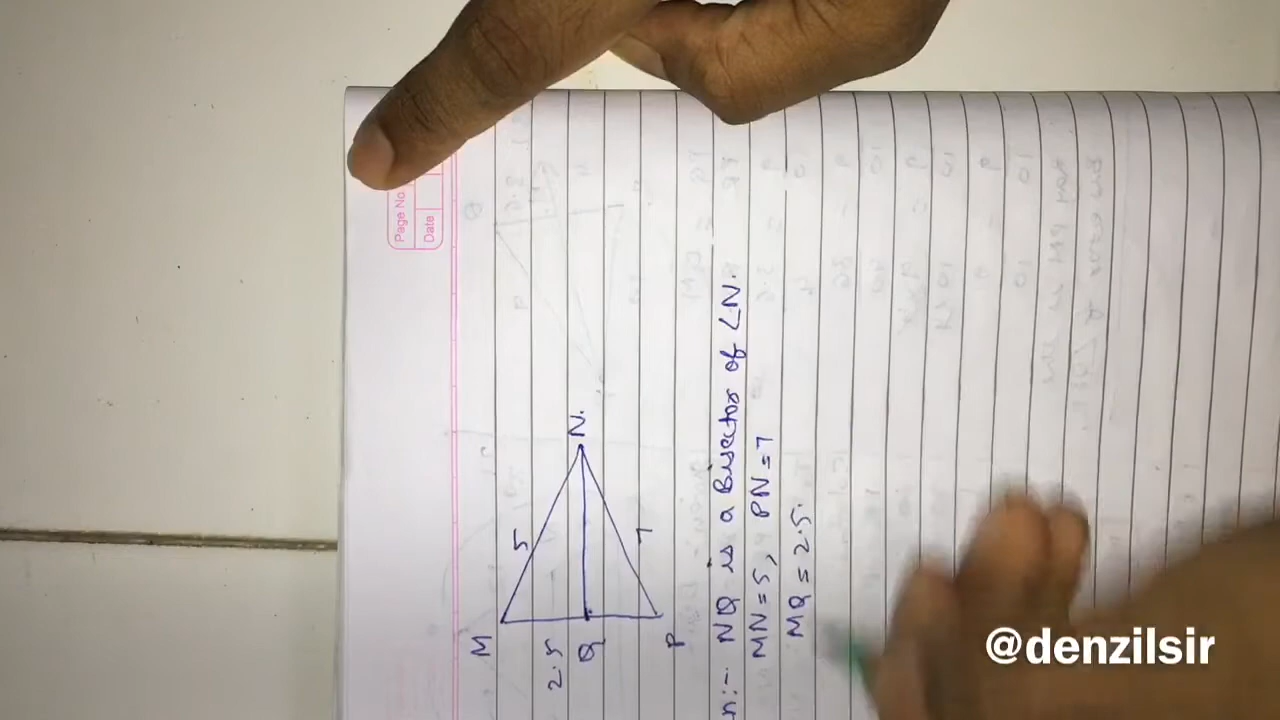 Page No
Date
M
5
N.
2.5
Q
7
P
n:- NQ is a Bisector of ∠N.
MN = 5, PN = 7
MQ = 2.5.
@denzilsir